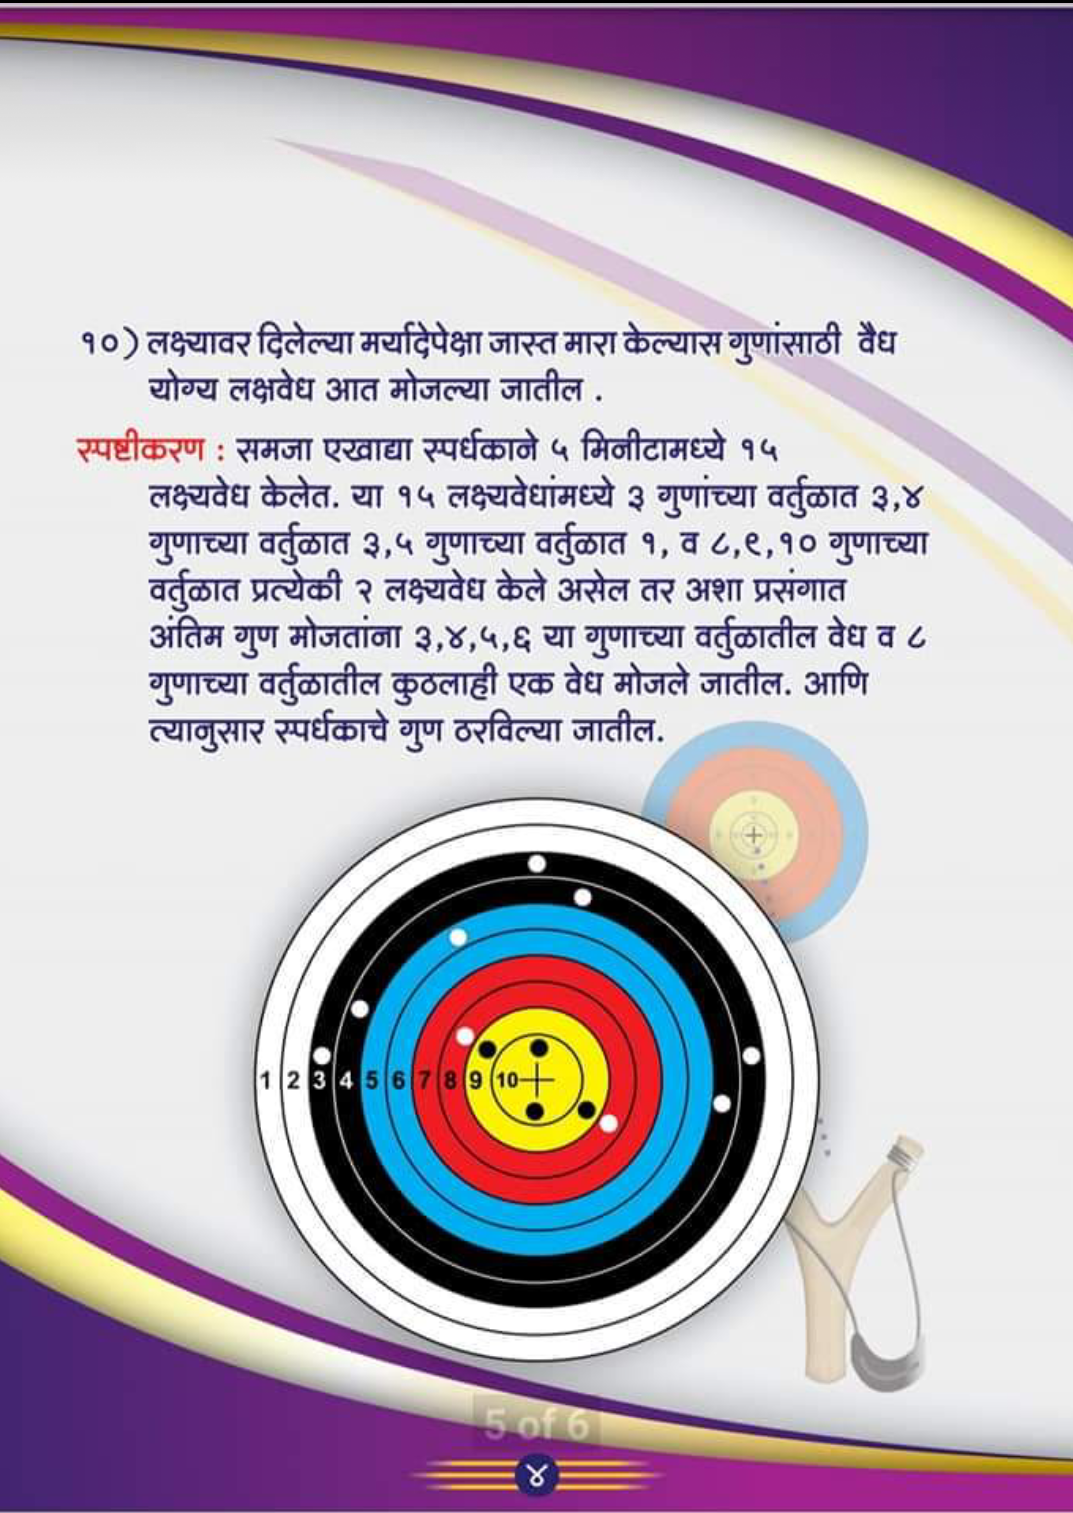 १०) लक्ष्यावर दिलेल्या मर्यादेपेक्षा जास्त मारा केल्यास गुणांसाठी वैध
योग्य लक्षवेध आत मोजल्या जातील .
स्पष्टीकरण : समजा एखाद्या स्पर्धकाने ५ मिनीटामध्ये १५
लक्ष्यवेध केलेत. या १५ लक्ष्यवेधांमध्ये ३ गुणांच्या वर्तुळात ३,४
गुणाच्या वर्तुळात ३,५ गुणाच्या वर्तुळात १, व ८,९,१० गुणाच्या
वर्तुळात प्रत्येकी २ लक्ष्यवेध केले असेल तर अशा प्रसंगात
अंतिम गुण मोजतांना ३,४,५,६ या गुणाच्या वर्तुळातील वेध व ८
गुणाच्या वर्तुळातील कुठलाही एक वेध मोजले जातील. आणि
त्यानुसार स्पर्धकाचे गुण ठरविल्या जातील.
1 2 3 4 5 6 7 8 9 10
5 of 6
४